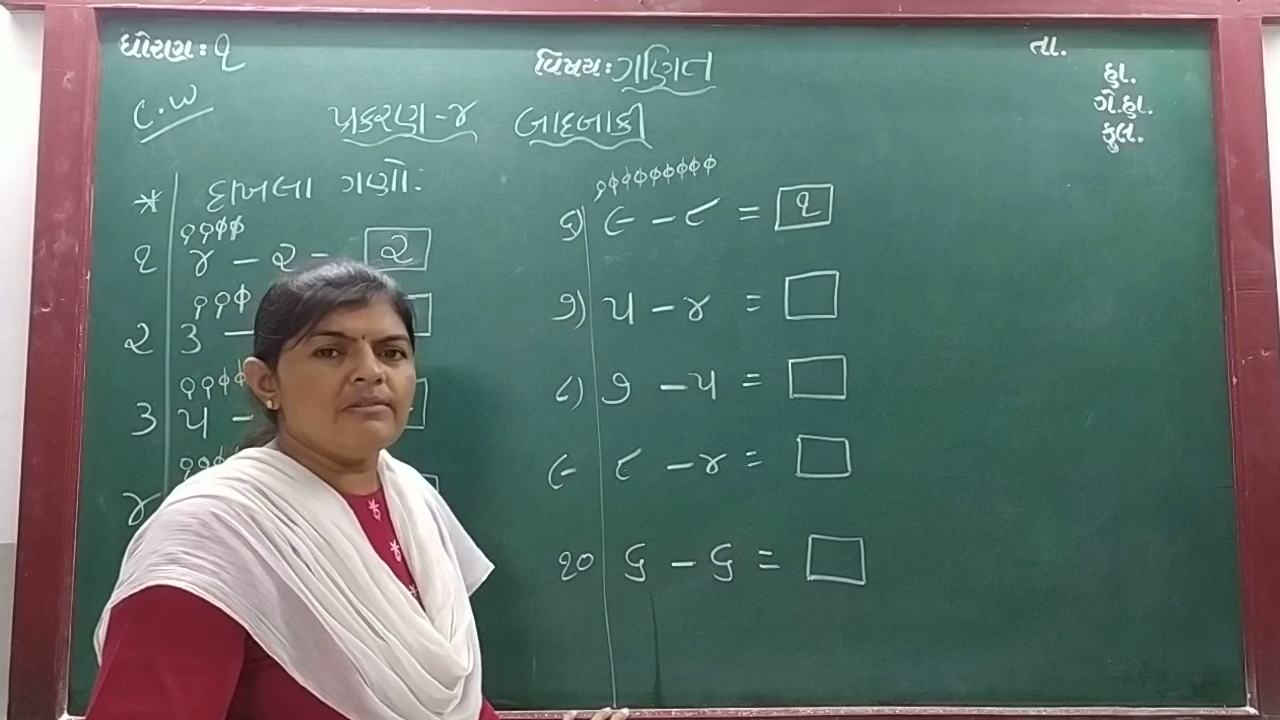 ધોરણ: ૧
વિષય: ગણિત
તા.
હા.
ગે.હા.
કુલ.
C.W
પ્રકરણ-૪ બાદબાકી
* દાખલા ગણો:
૧ ૪ - ૨ = ૨
૨ ૩ -
૩ ૫ -
૪
૬) ૯ - ૮ = ૧
૭) ૫ - ૪ =
૮) ૭ - ૫ =
૯ ૮ - ૪ =
૧૦ ૬ - ૬ =